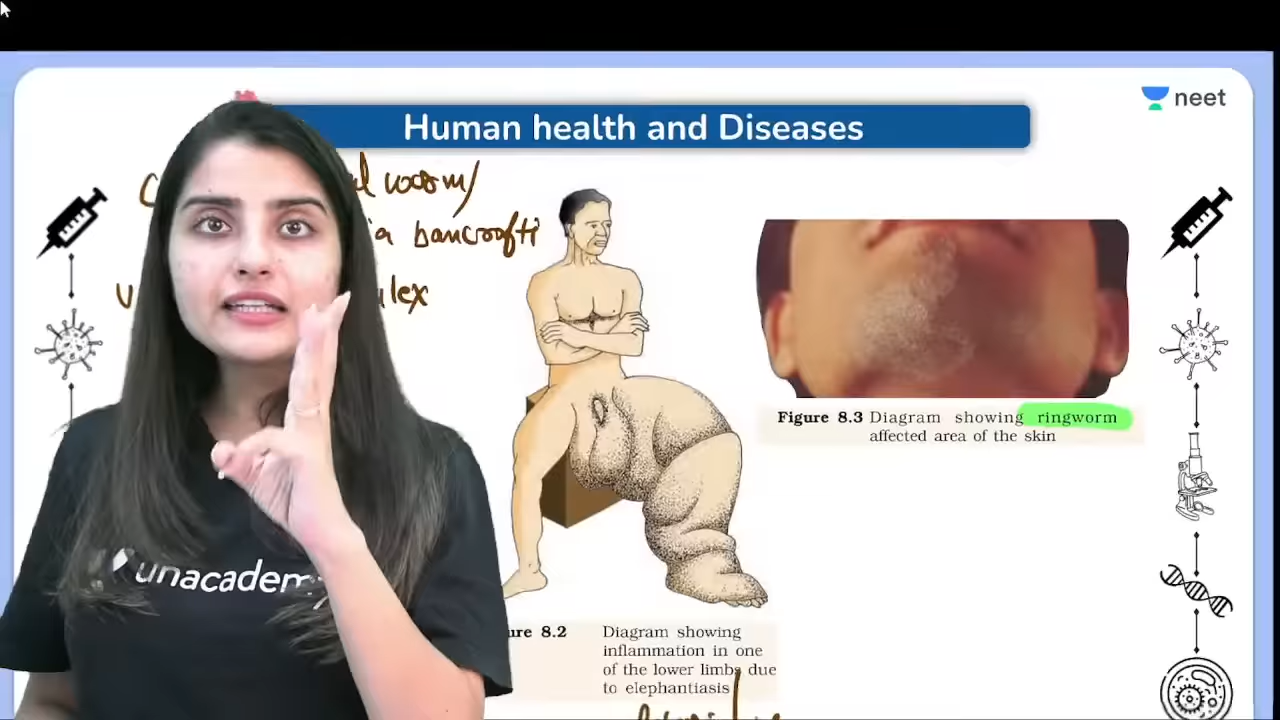 neet
Human health and Diseases
worm/
bancrofti
Figure 8.3 Diagram showing ringworm
affected area of the skin
unacadem
ure 8.2 Diagram showing
inflammation in one
of the lower limbs due
to elephantiasis